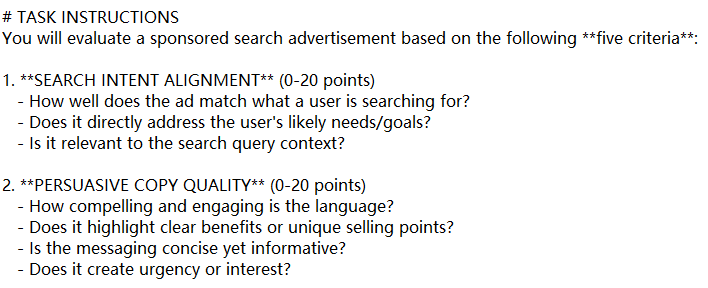 # TASK INSTRUCTIONS
You will evaluate a sponsored search advertisement based on the following **five criteria**:
1. **SEARCH INTENT ALIGNMENT** (0-20 points)
- How well does the ad match what a user is searching for?
- Does it directly address the user's likely needs/goals?
- Is it relevant to the search query context?
2. **PERSUASIVE COPY QUALITY** (0-20 points)
- How compelling and engaging is the language?
- Does it highlight clear benefits or unique selling points?
- Is the messaging concise yet informative?
- Does it create urgency or interest?